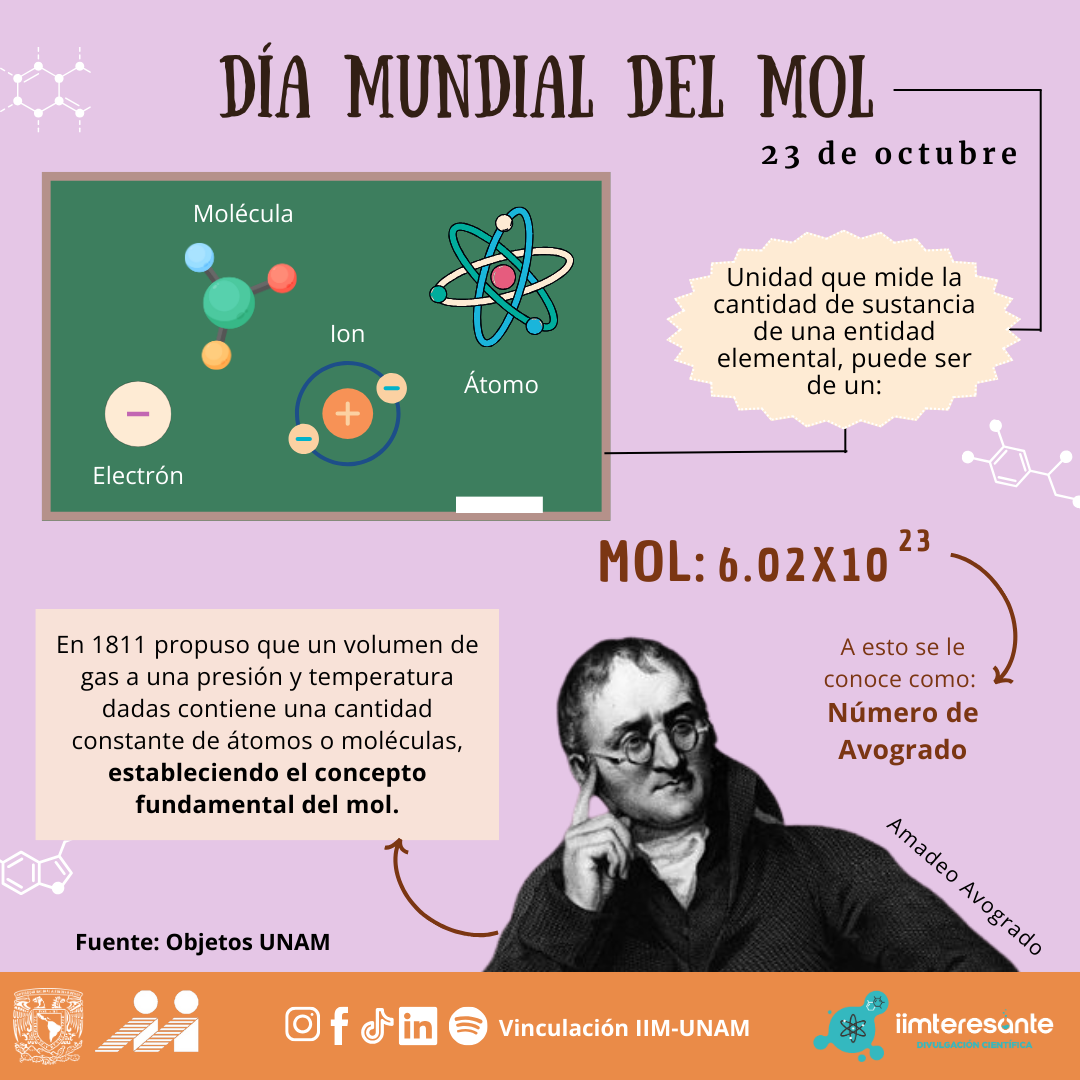 DÍA MUNDIAL DEL MOL
23 de octubre
Molécula
Ion
Átomo
Electrón
Unidad que mide la
cantidad de sustancia
de una entidad
elemental, puede ser
de un:
MOL: 6.02X10 23
A esto se le
conoce como:
Número de
Avogrado
En 1811 propuso que un volumen de
gas a una presión y temperatura
dadas contiene una cantidad
constante de átomos o moléculas,
estableciendo el concepto
fundamental del mol.
Amadeo Avogrado
Fuente: Objetos UNAM
Vinculación IIM-UNAM
iimteresante
DIVULGACIÓN CIENTÍFICA